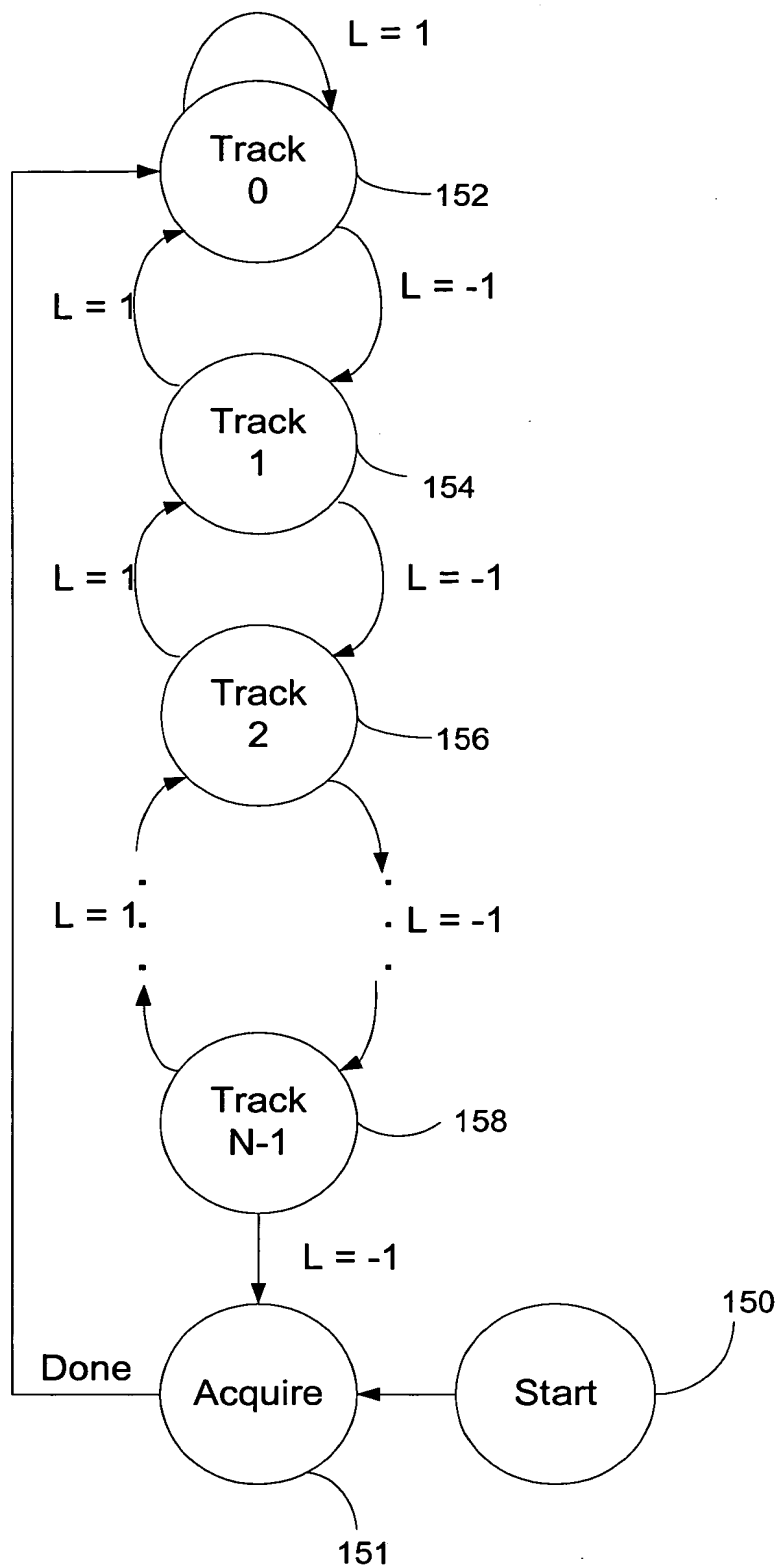 L = 1
Track
0
152
L = 1
L = -1
Track
1
154
L = 1
L = -1
Track
2
156
L = 1
L = -1
Track
N-1
158
L = -1
150
Done
Acquire
Start
151